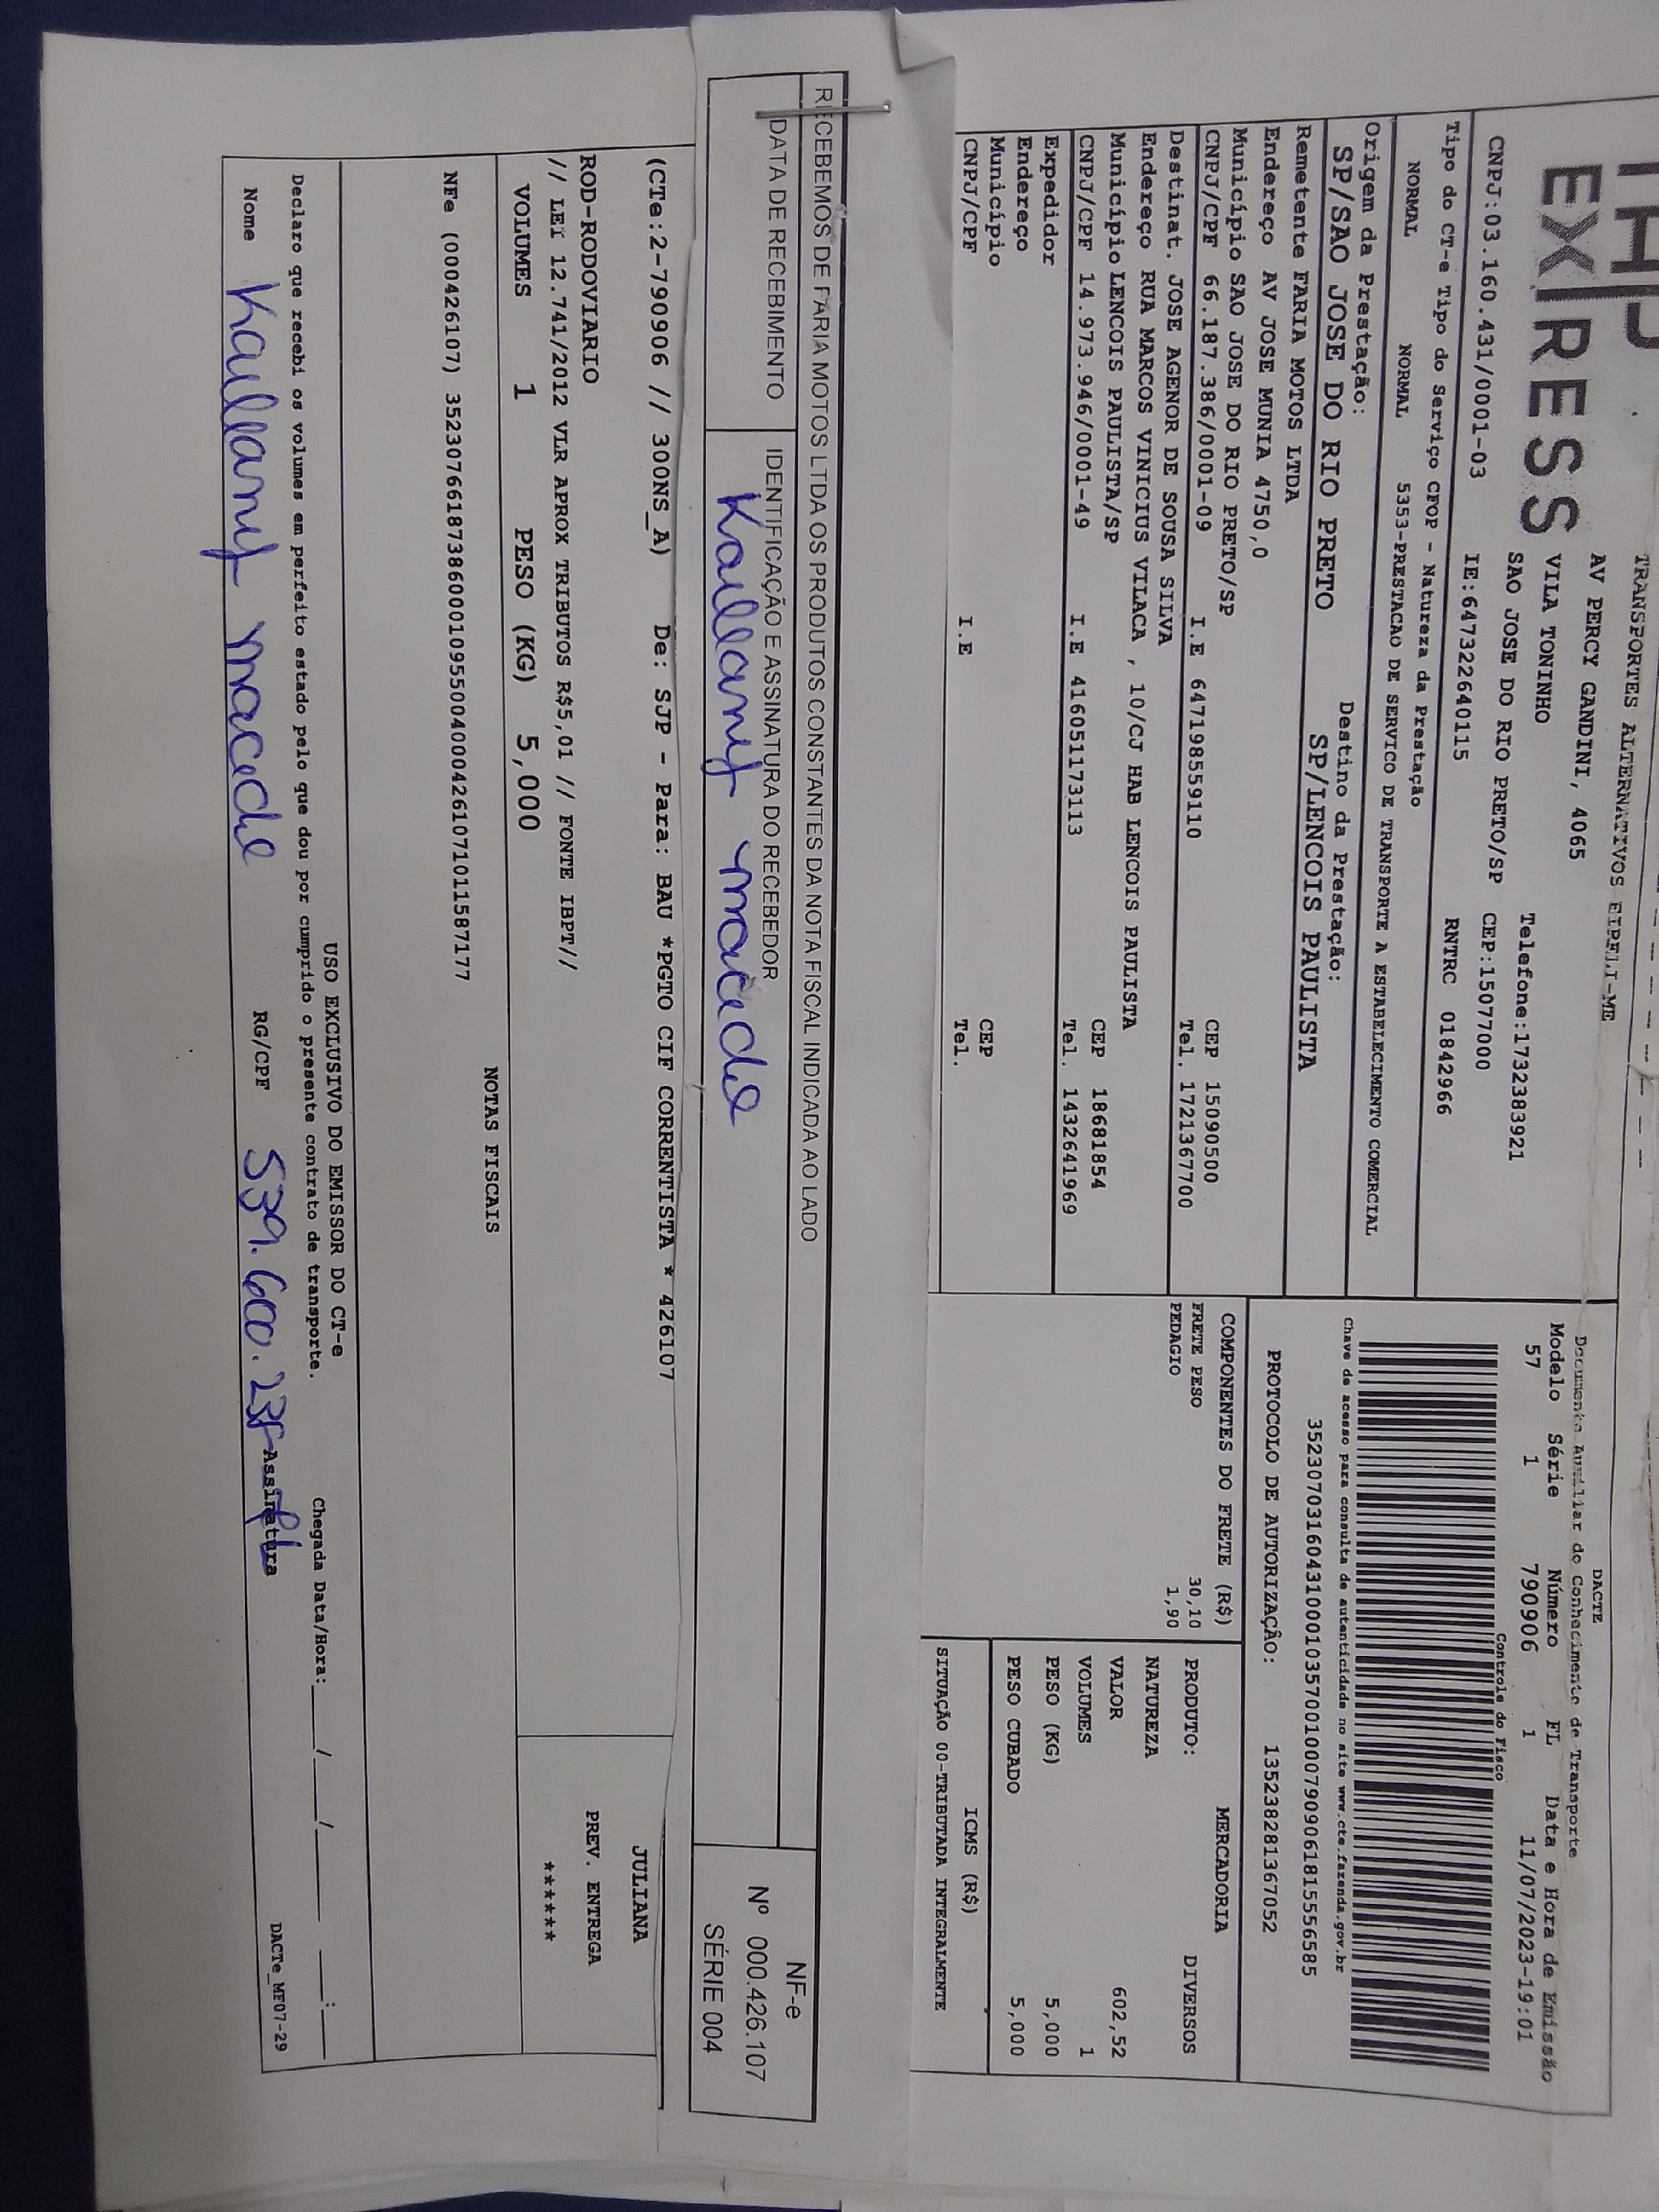 EXPRESS
TRANSPORTES ALTERNATIVOS EIRELI-ME
AV PERCY GANDINI, 4065
VILA TONINHO
SAO JOSE DO RIO PRETO/SP
Telefone:1732383921
CNPJ:03.160.431/0001-03
IE:647322640115
CEP:15077000
RNTRC 01842966
Tipo do CT-e Tipo do Serviço CFOP - Natureza da Prestação
NORMAL NORMAL 5353-PRESTACAO DE SERVICO DE TRANSPORTE A ESTABELECIMENTO COMERCIAL
Origem da Prestação: Destino da Prestação:
SP/SAO JOSE DO RIO PRETO SP/LENCOIS PAULISTA
Remetente FARIA MOTOS LTDA
Endereço AV JOSE MUNIA 4750,0
Município SAO JOSE DO RIO PRETO/SP CEP 15090500
CNPJ/CPF 66.187.386/0001-09 I.E 647198559110 Tel. 1721367700
Destinat. JOSE AGENOR DE SOUSA SILVA
Endereço RUA MARCOS VINICIUS VILACA , 10/CJ HAB LENCOIS PAULISTA
Município LENCOIS PAULISTA/SP CEP 18681854
CNPJ/CPF 14.973.946/0001-49 I.E 416051173113 Tel. 1432641969
Expedidor
Endereço
Município CEP
CNPJ/CPF I.E Tel.
DACTE
Documento Auxiliar do Conhecimento de Transporte
Modelo Série Número FL Data e Hora de Emissão
57 1 790906 1 11/07/2023-19:01
Controle do Fisco
Chave de acesso para consulta de autenticidade no site www.cte.fazenda.gov.br
35230703160431000103570010007909061815556585
PROTOCOLO DE AUTORIZAÇÃO: 135238281367052
COMPONENTES DO FRETE (R$)
FRETE PESO 30,10
PEDAGIO 1,90
MERCADORIA
PRODUTO: DIVERSOS
NATUREZA
VALOR 602,52
VOLUMES 1
PESO (KG) 5,000
PESO CUBADO 5,000
ICMS (R$)
SITUAÇÃO 00-TRIBUTADA INTEGRALMENTE
RECEBEMOS DE FARIA MOTOS LTDA OS PRODUTOS CONSTANTES DA NOTA FISCAL INDICADA AO LADO
DATA DE RECEBIMENTO IDENTIFICAÇÃO E ASSINATURA DO RECEBEDOR
Kaillany macedo
NF-e
Nº 000.426.107
SÉRIE 004
(CTe:2-790906 // 300NS_A) De: SJP - Para: BAU *PGTO CIF CORRENTISTA * 426107
JULIANA
ROD-RODOVIARIO
// LEI 12.741/2012 VLR APROX TRIBUTOS R$5,01 // FONTE IBPT//
VOLUMES 1 PESO (KG) 5,000
PREV. ENTREGA
******
NOTAS FISCAIS
NFe (000426107) 35230766187386000109550040004261071011587177
USO EXCLUSIVO DO EMISSOR DO CT-e
Declaro que recebi os volumes em perfeito estado pelo que dou por cumprido o presente contrato de transporte.
Chegada Data/Hora: ____/____/____ ___:___
Nome Kaillany macedo RG/CPF 539.600.238 Assinatura
DACTe_MF07-29